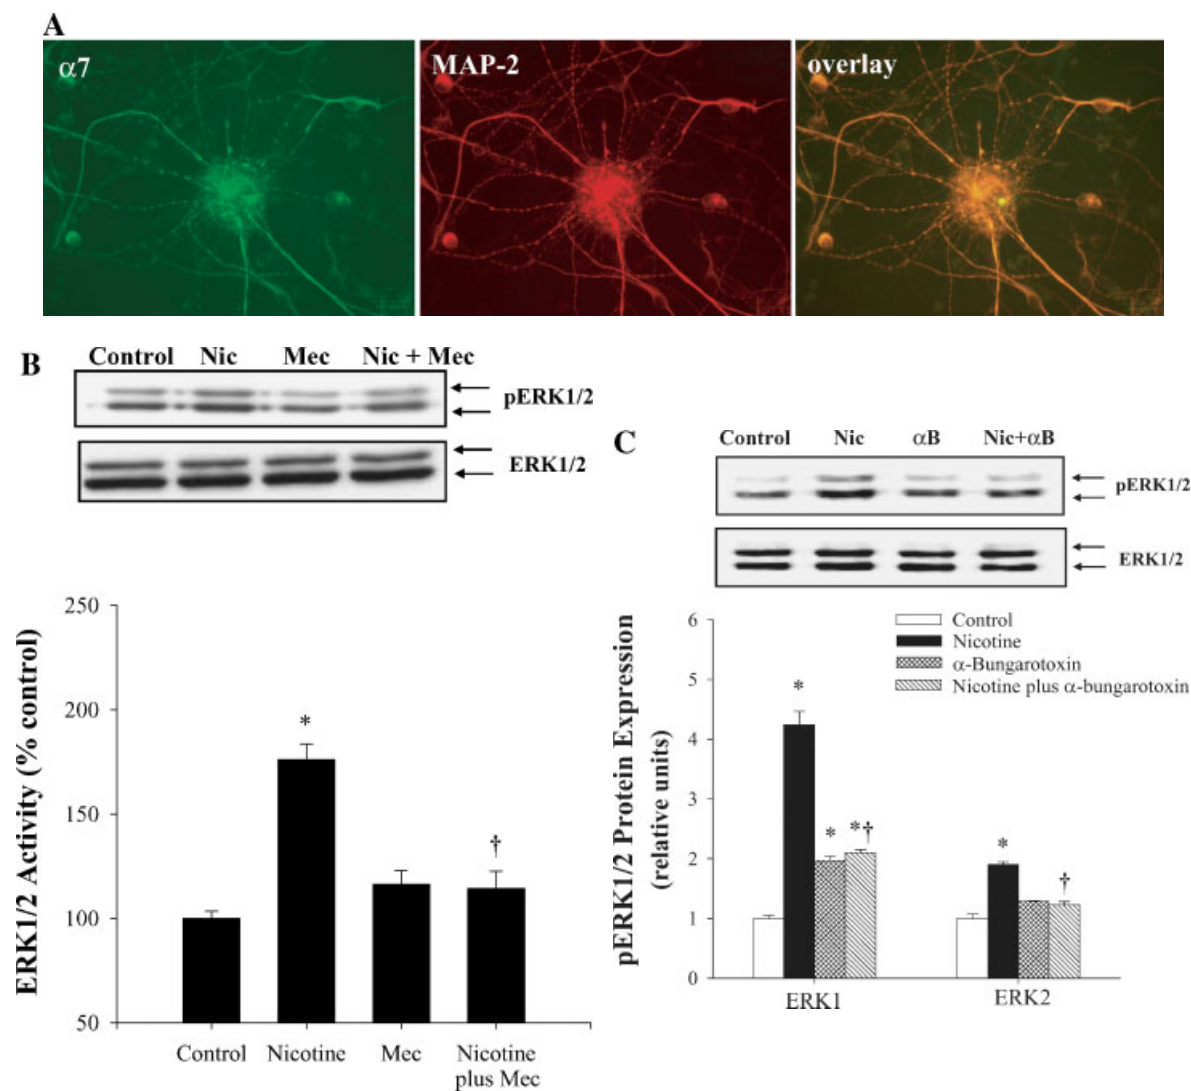 A
α7
MAP-2
overlay
B
Control Nic Mec Nic + Mec
pERK1/2
ERK1/2
ERK1/2 Activity (% control)
250
200
150
100
50
*
†
Control Nicotine Mec Nicotine
plus Mec
C
Control Nic αB Nic+αB
pERK1/2
ERK1/2
pERK1/2 Protein Expression
(relative units)
6
5
4
3
2
1
0
Control
Nicotine
α-Bungarotoxin
Nicotine plus α-bungarotoxin
*
*
*†
*
†
ERK1 ERK2